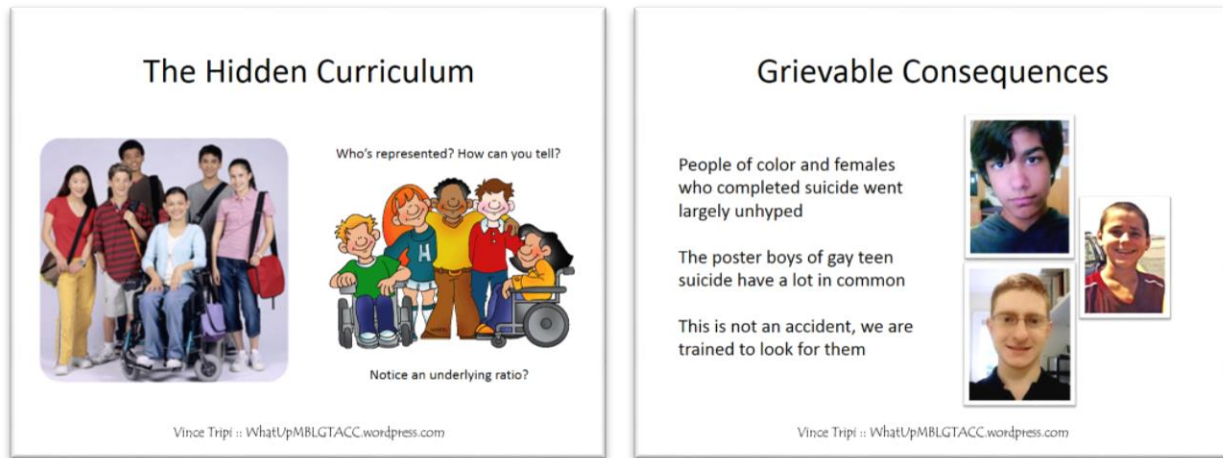 The Hidden Curriculum
Who's represented? How can you tell?
H
Notice an underlying ratio?
Vince Tripi :: WhatUpMBLGTACC.wordpress.com
Grievable Consequences
People of color and females
who completed suicide went
largely unhyped
The poster boys of gay teen
suicide have a lot in common
This is not an accident, we are
trained to look for them
Vince Tripi :: WhatUpMBLGTACC.wordpress.com